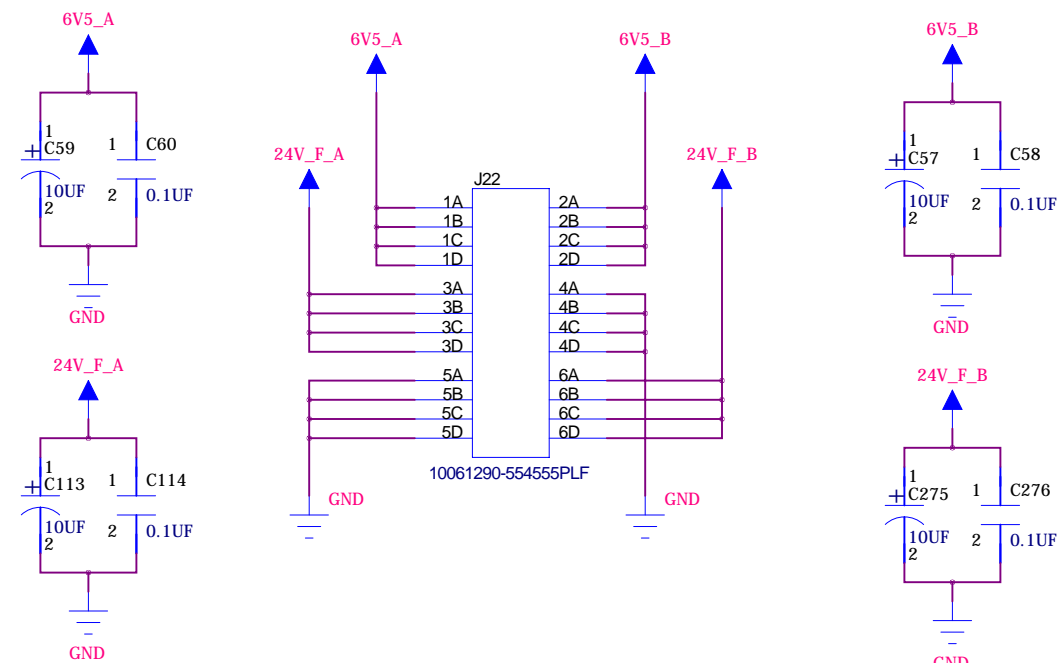 6V5_A
1
+ C59
10UF
2
1 C60
2 0.1UF
GND
24V_F_A
1
+ C113
10UF
2
1 C114
2 0.1UF
GND
6V5_A
6V5_B
24V_F_A
24V_F_B
J22
1A 2A
1B 2B
1C 2C
1D 2D
3A 4A
3B 4B
3C 4C
3D 4D
5A 6A
5B 6B
5C 6C
5D 6D
10061290-554555PLF
GND
GND
6V5_B
1
+ C57
10UF
2
1 C58
2 0.1UF
GND
24V_F_B
1
+ C275
10UF
2
1 C276
2 0.1UF
GND